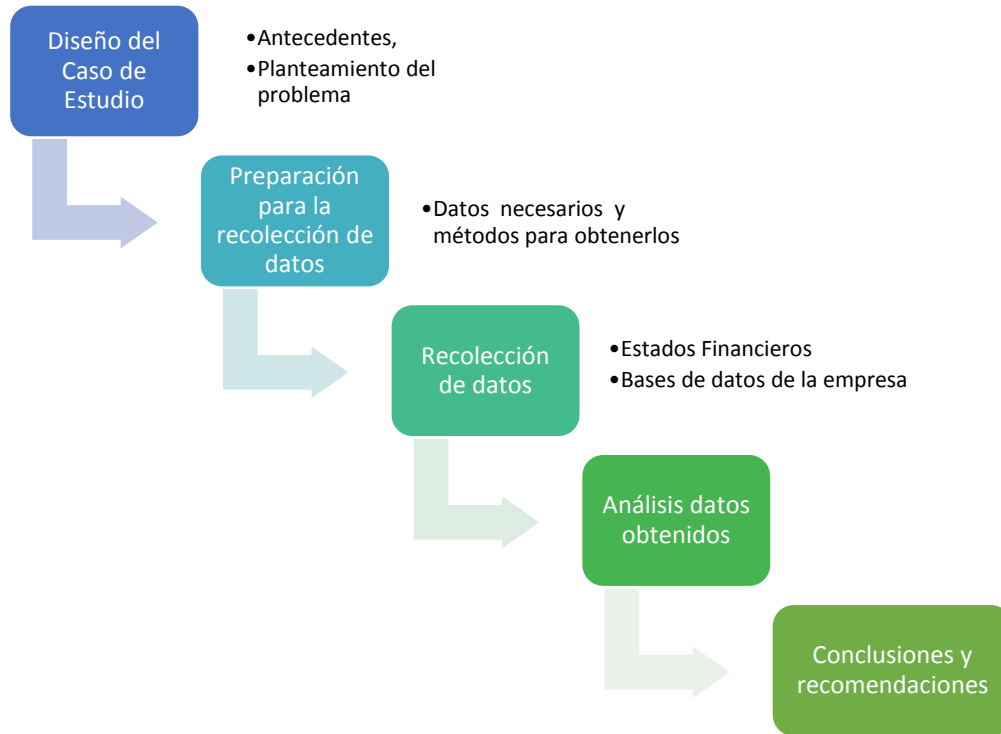 Diseño del
Caso de
Estudio
•Antecedentes,
•Planteamiento del
problema
Preparación
para la
recolección de
datos
•Datos necesarios y
métodos para obtenerlos
Recolección
de datos
•Estados Financieros
•Bases de datos de la empresa
Análisis datos
obtenidos
Conclusiones y
recomendaciones